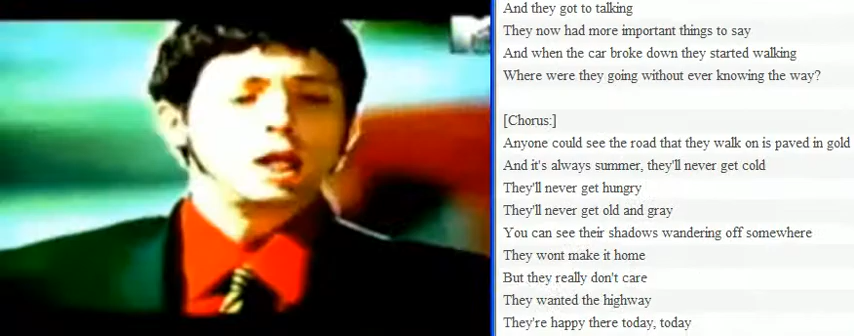 And they got to talking
They now had more important things to say
And when the car broke down they started walking
Where were they going without ever knowing the way?
[Chorus:]
Anyone could see the road that they walk on is paved in gold
And it's always summer, they'll never get cold
They'll never get hungry
They'll never get old and gray
You can see their shadows wandering off somewhere
They wont make it home
But they really don't care
They wanted the highway
They're happy there today, today